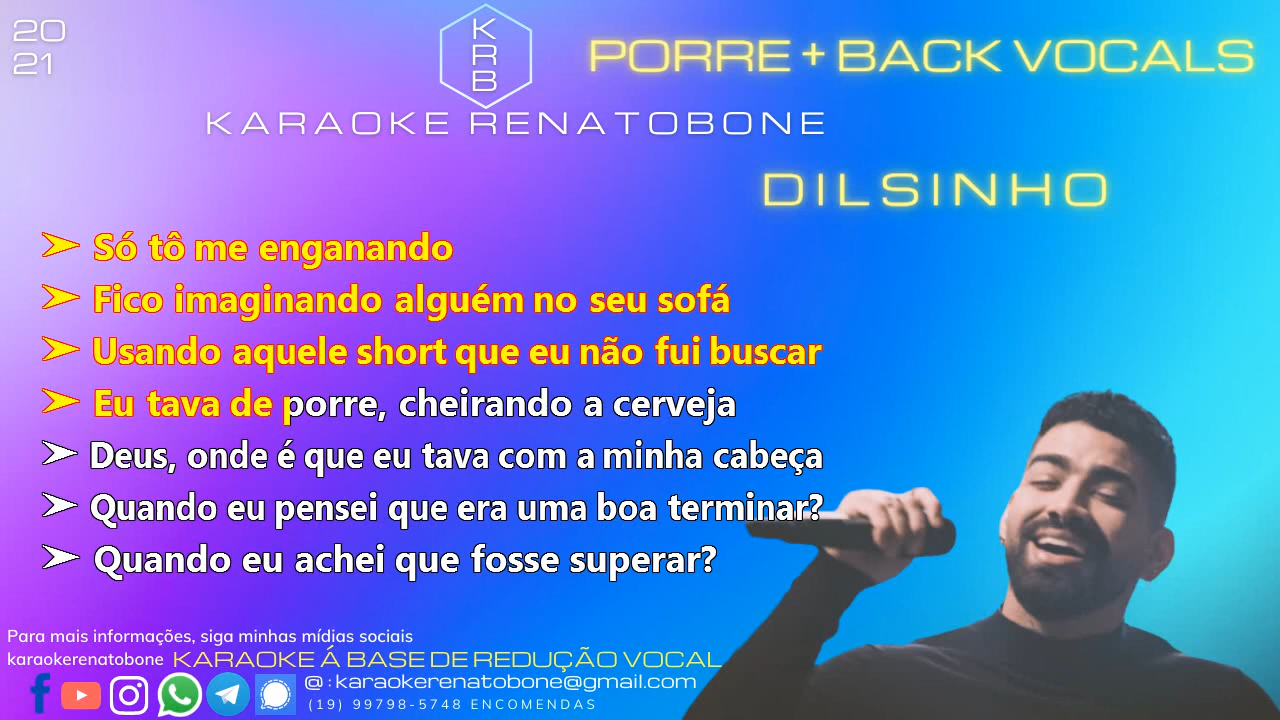 20
21
K
R
B
PORRE + BACK VOCALS
KARAOKE RENATOBONE
DILSINHO
Só tô me enganando
Fico imaginando alguém no seu sofá
Usando aquele short que eu não fui buscar
Eu tava de porre, cheirando a cerveja
Deus, onde é que eu tava com a minha cabeça
Quando eu pensei que era uma boa terminar?
Quando eu achei que fosse superar?
Para mais informações, siga minhas mídias sociais
karaokerenatobone KARAOKE Á BASE DE REDUÇÃO VOCAL
@ : karaokerenatobone@gmail.com
(19) 99798-5748 ENCOMENDAS